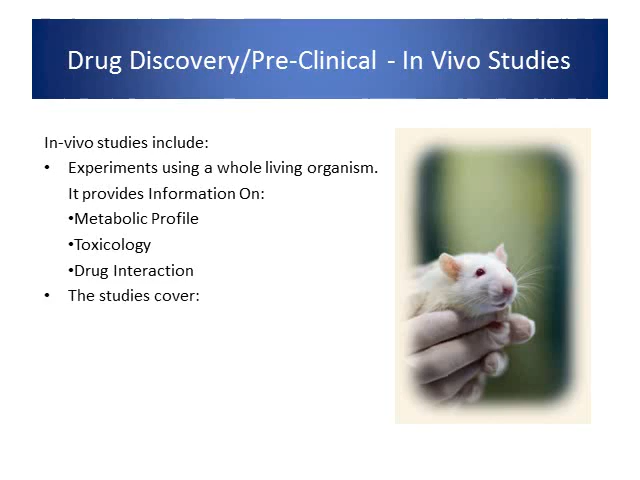 Drug Discovery/Pre-Clinical - In Vivo Studies
In-vivo studies include:
• Experiments using a whole living organism.
It provides Information On:
•Metabolic Profile
•Toxicology
•Drug Interaction
• The studies cover: